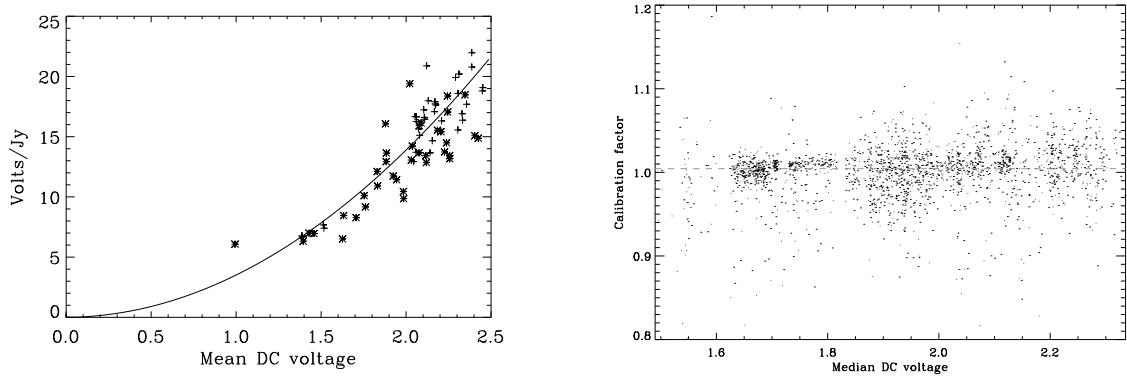 25
20
15
10
5
0
Volts/Jy
0.0 0.5 1.0 1.5 2.0 2.5
Mean DC voltage
1.2
1.1
1.0
0.9
0.8
Calibration factor
1.6 1.8 2.0 2.2
Median DC voltage